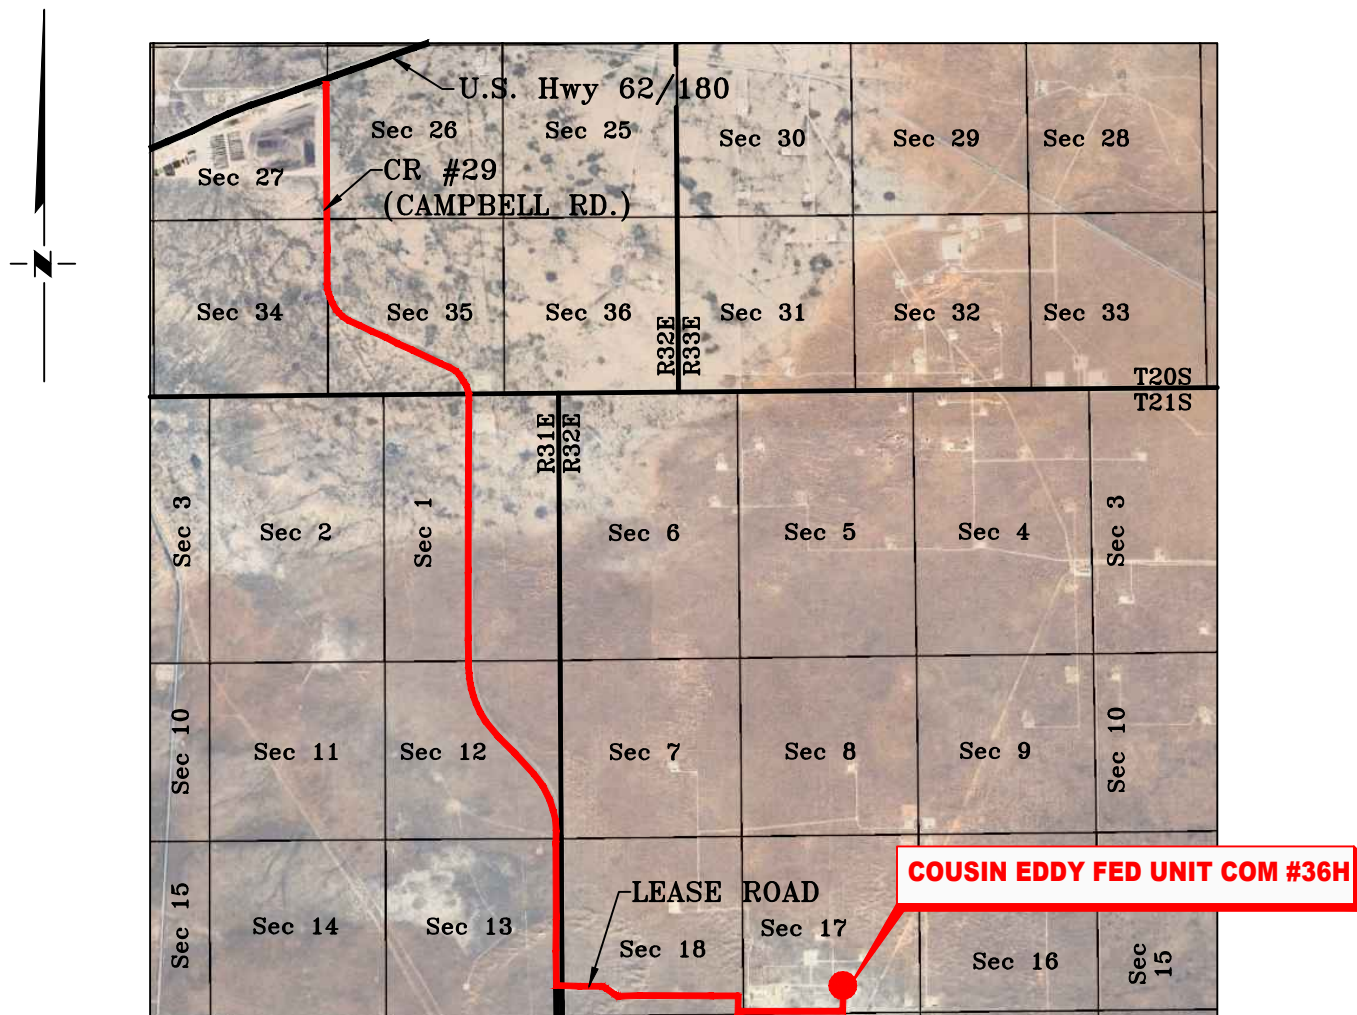 U.S. Hwy 62/180
Sec 26
Sec 25
Sec 30
Sec 29
Sec 28
Sec 27
CR #29
(CAMPBELL RD.)
N
Sec 34
Sec 35
Sec 36
Sec 31
Sec 32
Sec 33
R32E
R33E
T20S
T21S
R31E
R32E
Sec 3
Sec 2
Sec 1
Sec 6
Sec 5
Sec 4
Sec 3
Sec 10
Sec 11
Sec 12
Sec 7
Sec 8
Sec 9
Sec 10
COUSIN EDDY FED UNIT COM #36H
LEASE ROAD
Sec 15
Sec 14
Sec 13
Sec 18
Sec 17
Sec 16
Sec
15